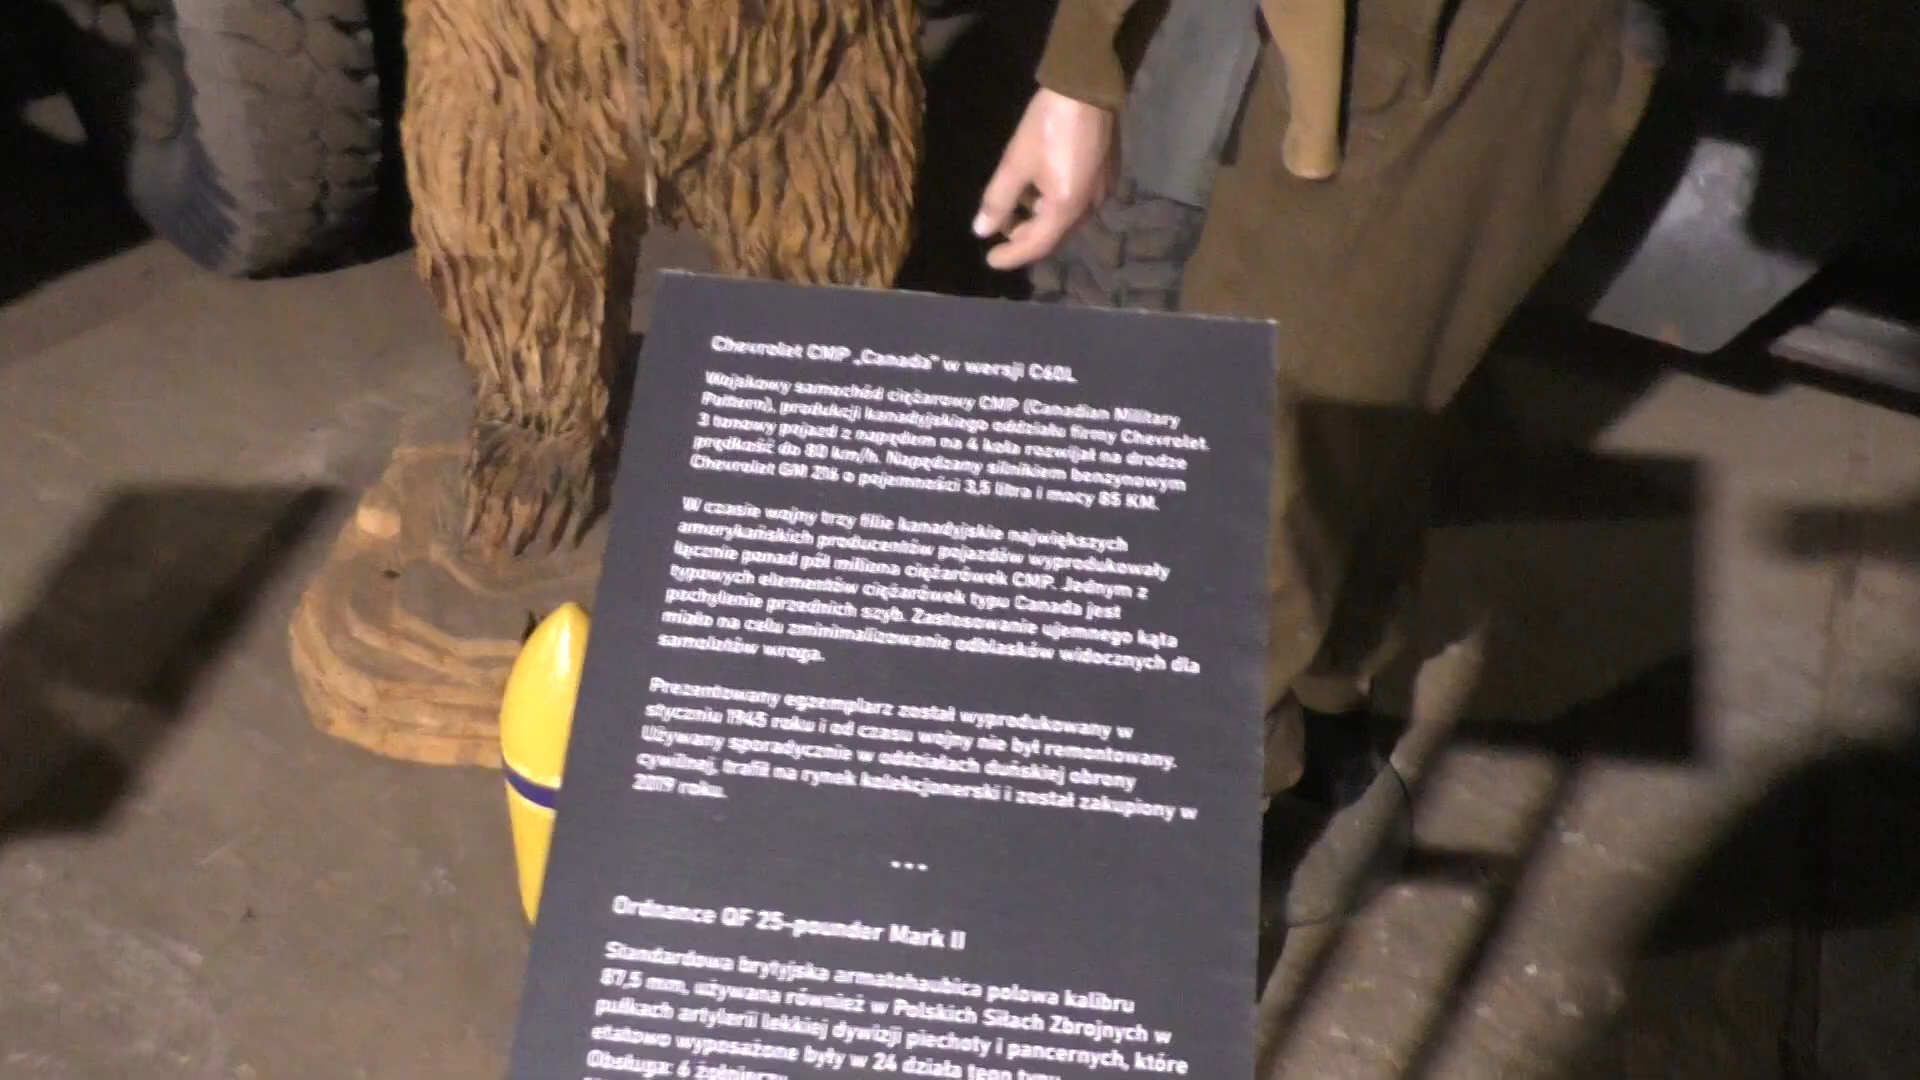 Chevrolet CMP „Canada” w wersji C60L
Wojskowy samochód ciężarowy CMP (Canadian Military
Pattern), produkcji kanadyjskiego oddziału firmy Chevrolet.
3 tonowy pojazd z napędem na 4 koła rozwijał na drodze
prędkość do 80 km/h. Napędzany silnikiem benzynowym
Chevrolet GM 216 o pojemności 3,5 litra i mocy 85 KM.
W czasie wojny trzy filie kanadyjskie największych
amerykańskich producentów pojazdów wyprodukowały
łącznie ponad pół miliona ciężarówek CMP. Jednym z
typowych elementów ciężarówek typu Canada jest
pochylenie przednich szyb. Zastosowanie ujemnego kąta
miało na celu zminimalizowanie odblasków widocznych dla
samolotów wroga.
Prezentowany egzemplarz został wyprodukowany w
styczniu 1945 roku i od czasu wojny nie był remontowany.
Używany sporadycznie w oddziałach duńskiej obrony
cywilnej, trafił na rynek kolekcjonerski i został zakupiony w
2019 roku.
• • •
Ordnance QF 25-pounder Mark II
Standardowa brytyjska armatohaubica polowa kalibru
87,5 mm, używana również w Polskich Siłach Zbrojnych w
pułkach artylerii lekkiej dywizji piechoty i pancernych, które
etatowo wyposażone były w 24 działa tego typu.
Obsługa: 6 żołnierzy